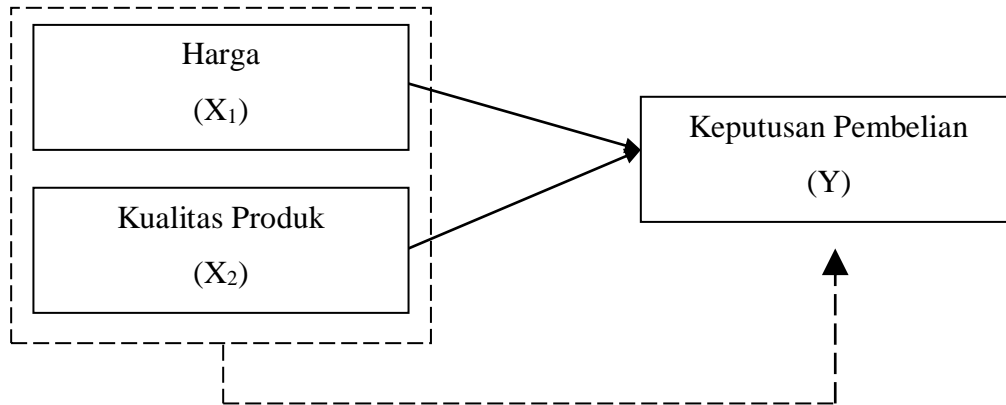 Harga
(X₁)
Keputusan Pembelian
(Y)
Kualitas Produk
(X₂)